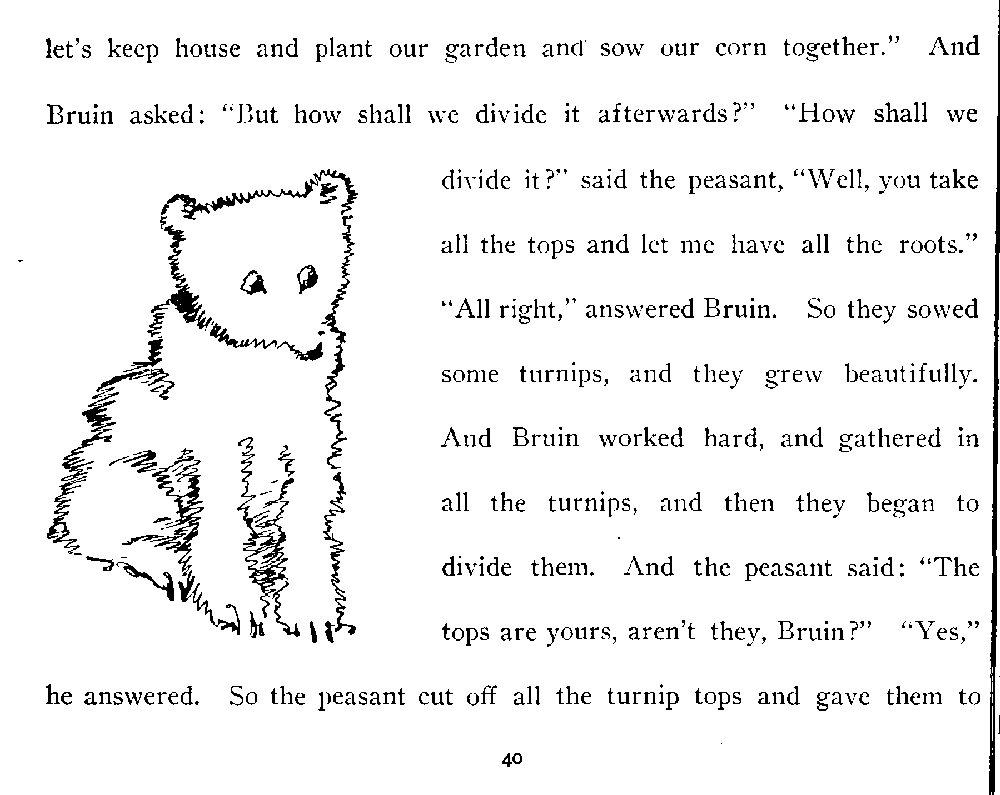 let's keep house and plant our garden and sow our corn together." And
Bruin asked: "But how shall we divide it afterwards?" "How shall we
divide it?" said the peasant, "Well, you take
all the tops and let me have all the roots."
"All right," answered Bruin. So they sowed
some turnips, and they grew beautifully.
And Bruin worked hard, and gathered in
all the turnips, and then they began to
divide them. And the peasant said: "The
tops are yours, aren't they, Bruin?" "Yes,"
he answered. So the peasant cut off all the turnip tops and gave them to
40